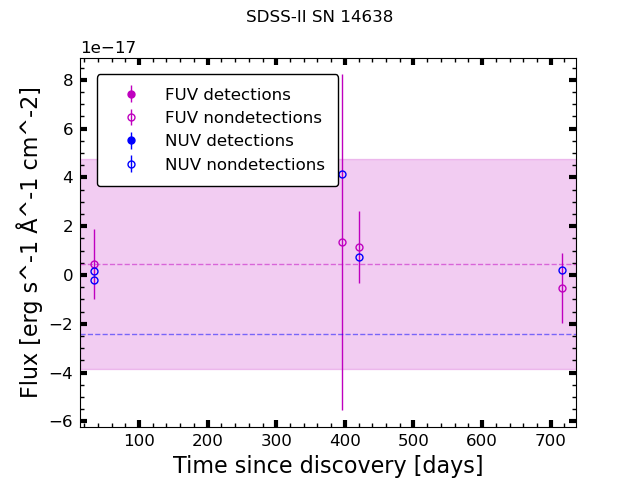 SDSS-II SN 14638
1e−17
FUV detections
FUV nondetections
NUV detections
NUV nondetections
8
6
4
2
0
−2
−4
−6
Flux [erg s^-1 Å^-1 cm^-2]
100 200 300 400 500 600 700
Time since discovery [days]